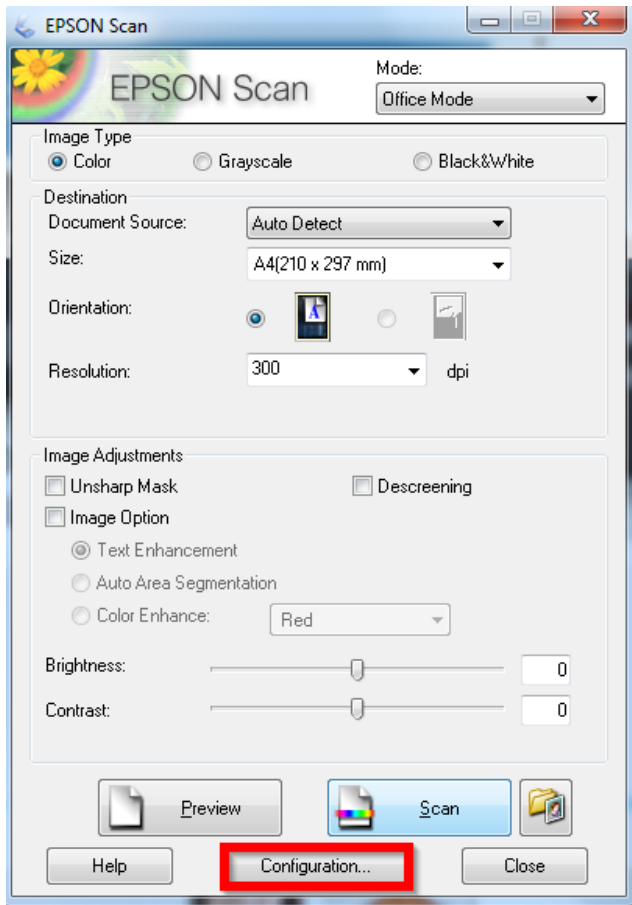 EPSON Scan
EPSON Scan
Mode:
Office Mode
Image Type
Color Grayscale Black&White
Destination
Document Source: Auto Detect
Size: A4(210 x 297 mm)
Orientation: A
Resolution: 300 dpi
Image Adjustments
Unsharp Mask Descreening
Image Option
Text Enhancement
Auto Area Segmentation
Color Enhance: Red
Brightness: 0
Contrast: 0
Preview Scan
Help Configuration... Close